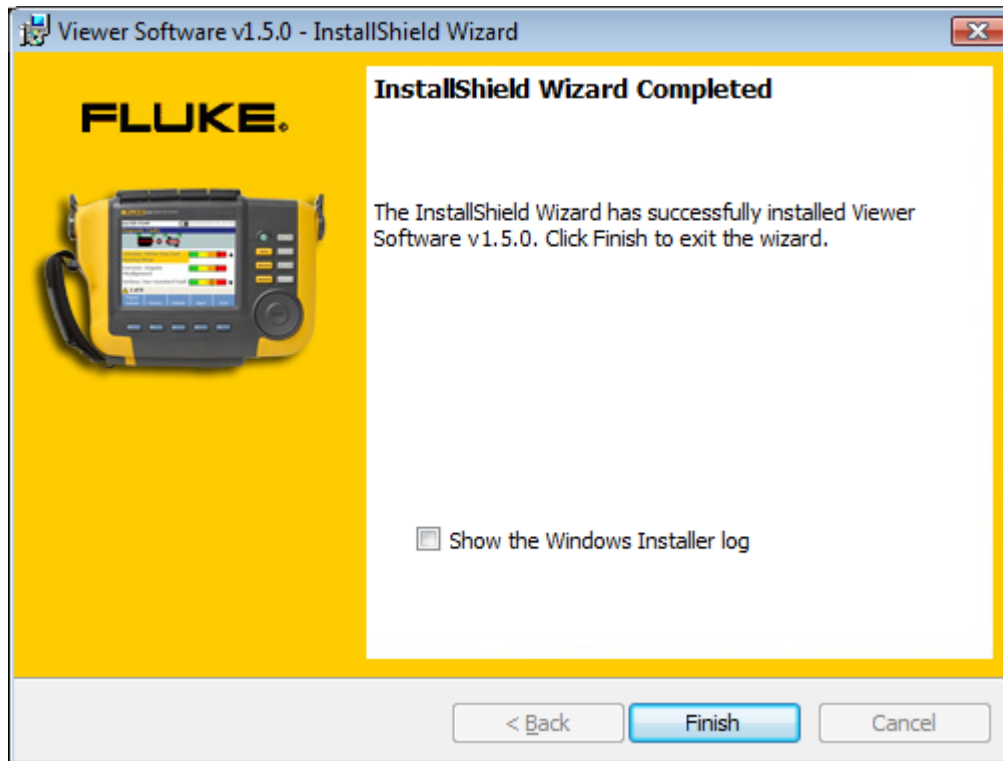 Viewer Software v1.5.0 - InstallShield Wizard
FLUKE.
InstallShield Wizard Completed
The InstallShield Wizard has successfully installed Viewer
Software v1.5.0. Click Finish to exit the wizard.
Show the Windows Installer log
< Back
Finish
Cancel